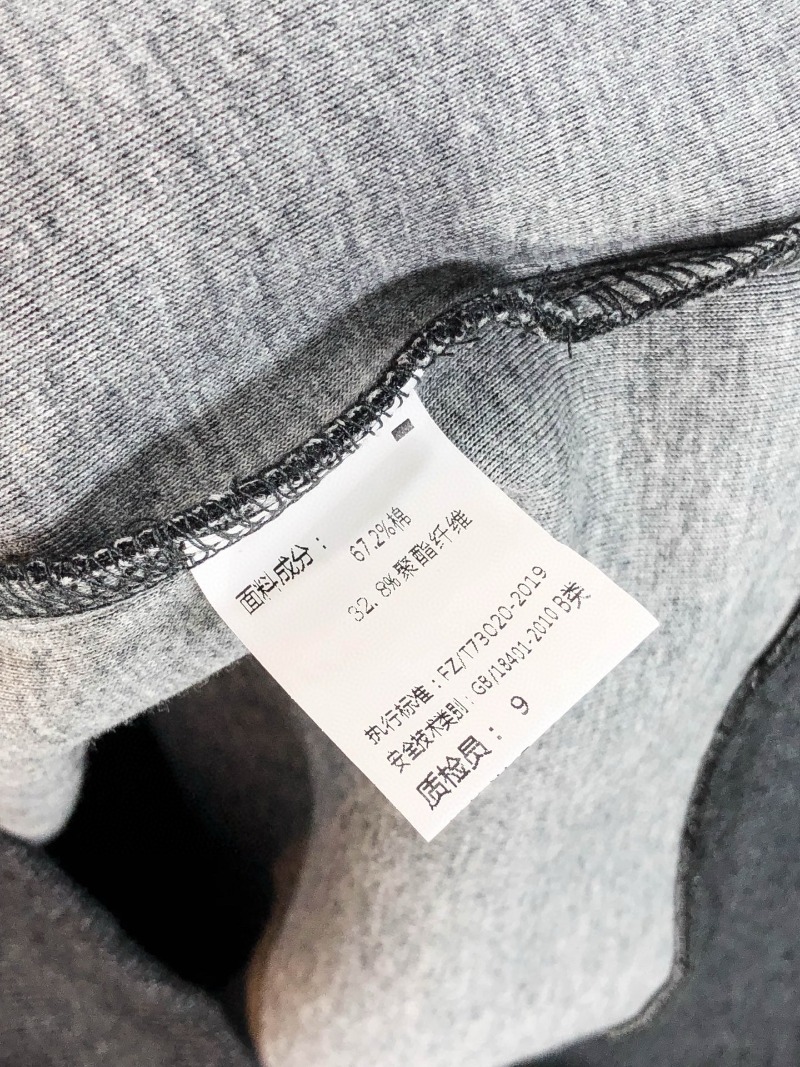 面料成分： 67.2%棉
32.8%聚酯纤维
执行标准：FZ/T73020-2019
安全技术类别：GB/18401-2010 B类
质检员：9